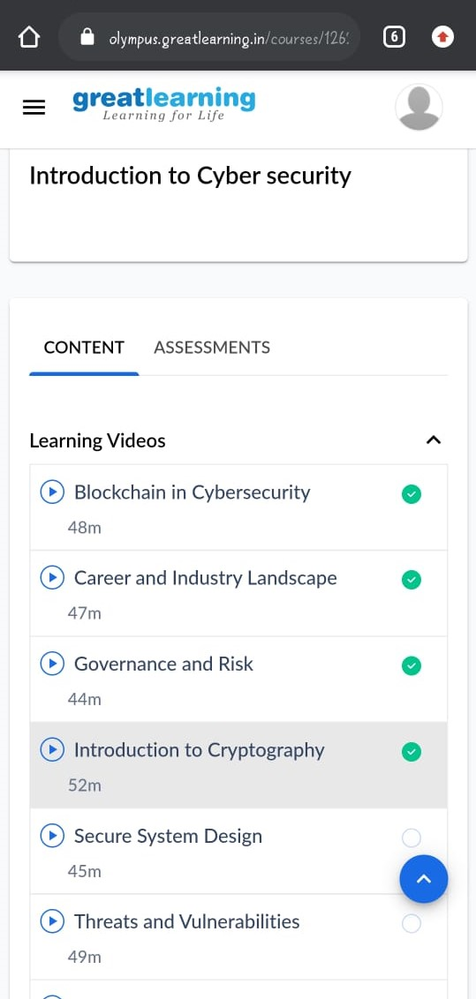 olympus.greatlearning.in/courses/126
6
greatlearning
Learning for Life
Introduction to Cyber security
CONTENT ASSESSMENTS
Learning Videos
Blockchain in Cybersecurity
48m
Career and Industry Landscape
47m
Governance and Risk
44m
Introduction to Cryptography
52m
Secure System Design
45m
Threats and Vulnerabilities
49m